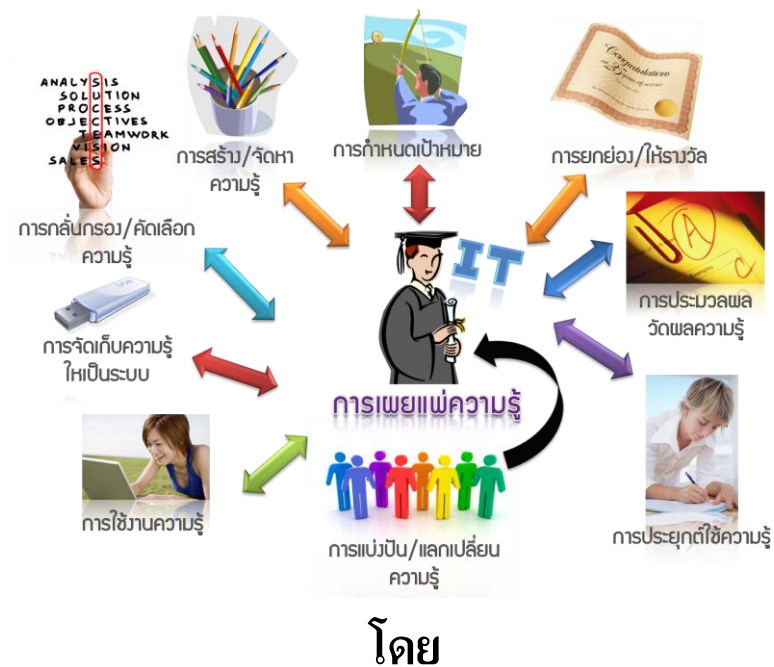 ANALYSIS
SOLUTION
PROCESS
OBJECTIVES
TEAMWORK
VISION
SALES
การสร้าง/จัดหา
ความรู้
การกำหนดเป้าหมาย
Congratulations
on
25 years of service
การยกย่อง/ให้รางวัล
การกลั่นกรอง/คัดเลือก
ความรู้
IT
A
การประมวลผล
วัดผลความรู้
การจัดเก็บความรู้
ใหเป็นระบบ
การเผยแพ่ความรู้
การใช้งานความรู้
การแบ่งปัน/แลกเปลี่ยน
ความรู้
การประยุกต์ใช้ความรู้
โดย